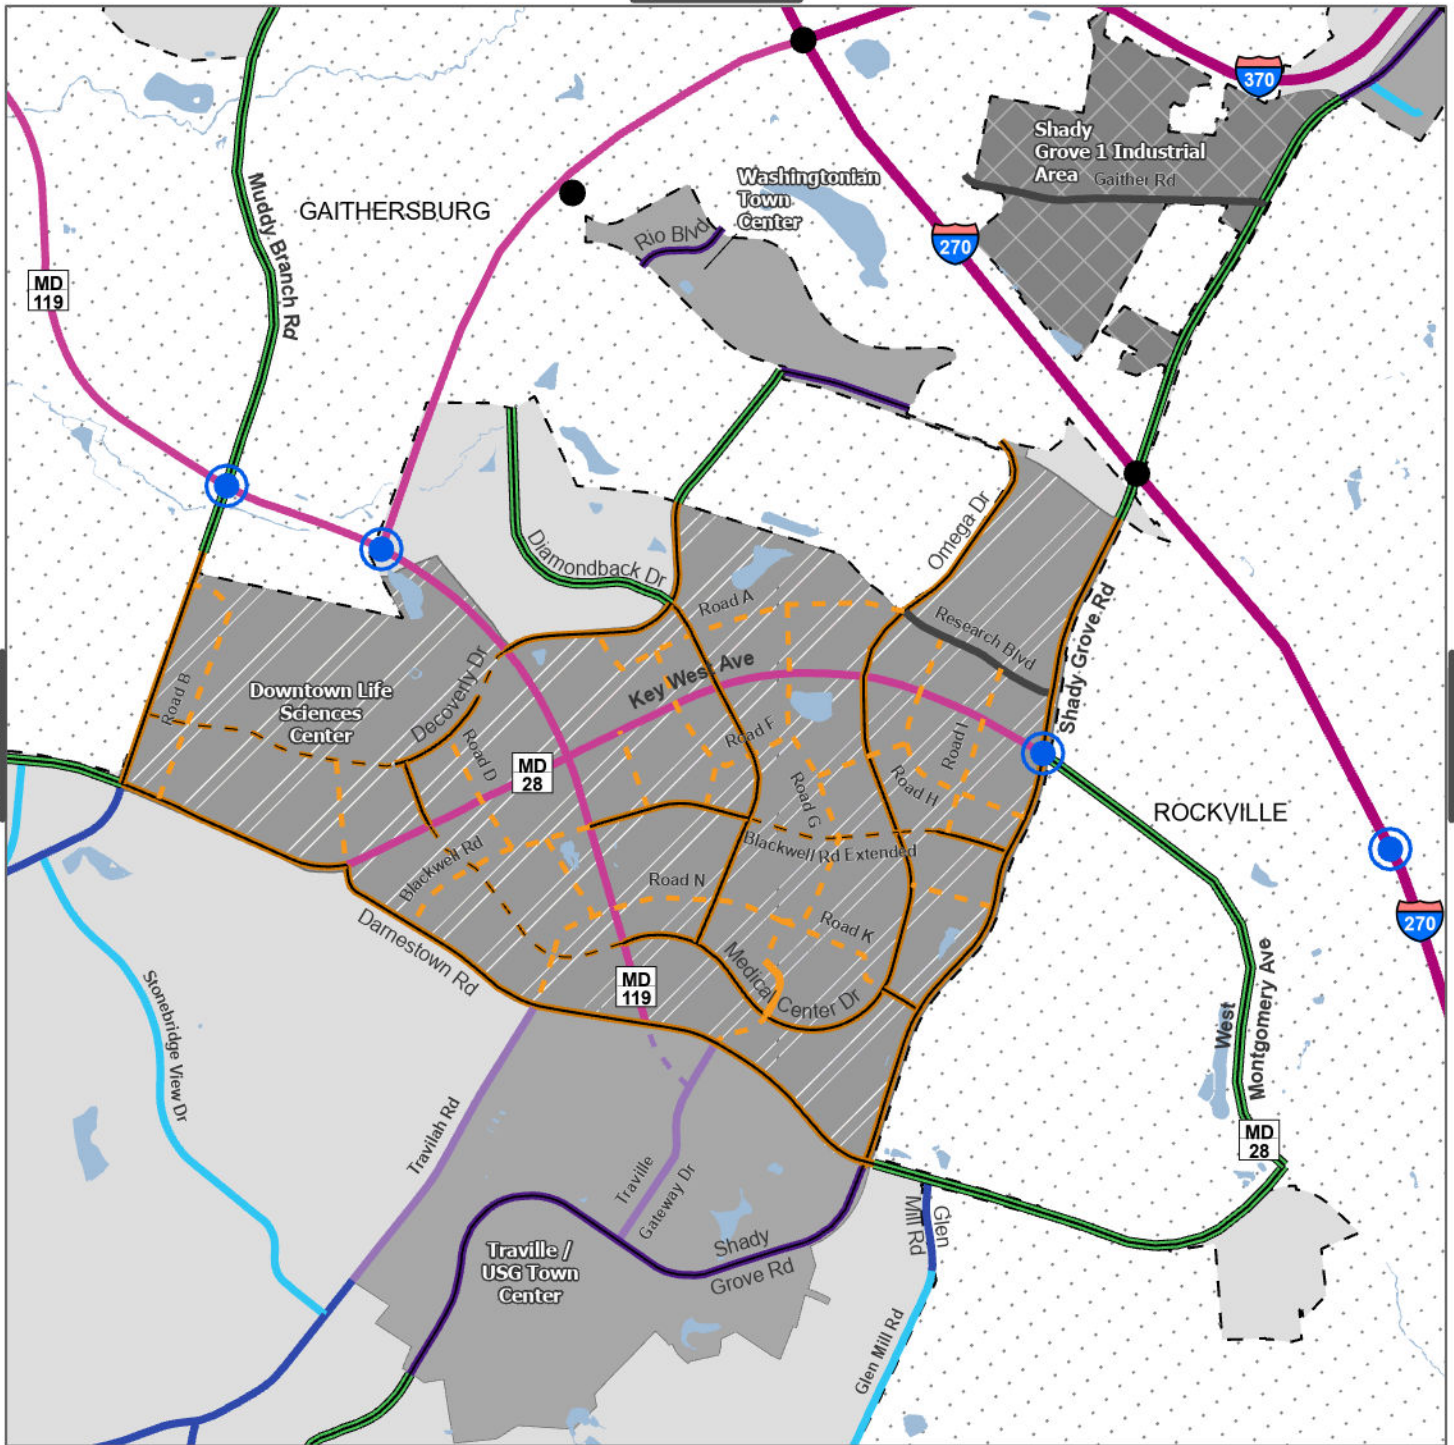 370
Shady
Grove 1 Industrial
Area
Gaither Rd
Washingtonian
Town
Center
Muddy Branch Rd
GAITHERSBURG
Rio Blvd
270
MD
119
Omega Dr
Diamondback Dr
Road A
Research Blvd
Shady Grove Rd
Key West Ave
Road B
Downtown Life
Sciences
Center
Decoverly Dr
Road D
Road F
Road I
MD
28
Road G
Road H
ROCKVILLE
Blackwell Rd
Blackwell Rd Extended
Road N
Road K
270
Darnestown Rd
Medical Center Dr
MD
119
Stonebridge View Dr
West
Montgomery Ave
Travilah Rd
MD
28
Traville
Gateway Dr
Glen
Mill Rd
Shady
Grove Rd
Traville /
USG Town
Center
Glen Mill Rd